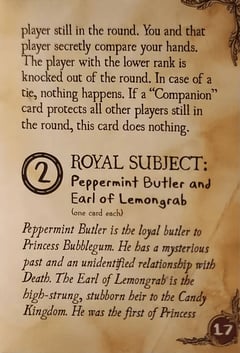 player still in the round. You and that
player secretly compare your hands.
The player with the lower rank is
knocked out of the round. In case of a
tie, nothing happens. If a “Companion”
card protects all other players still in
the round, this card does nothing.
2
ROYAL SUBJECT:
Peppermint Butler and
Earl of Lemongrab
(one card each)
Peppermint Butler is the loyal butler to
Princess Bubblegum. He has a mysterious
past and an unidentified relationship with
Death. The Earl of Lemongrab is the
high-strung, stubborn heir to the Candy
Kingdom. He was the first of Princess
17